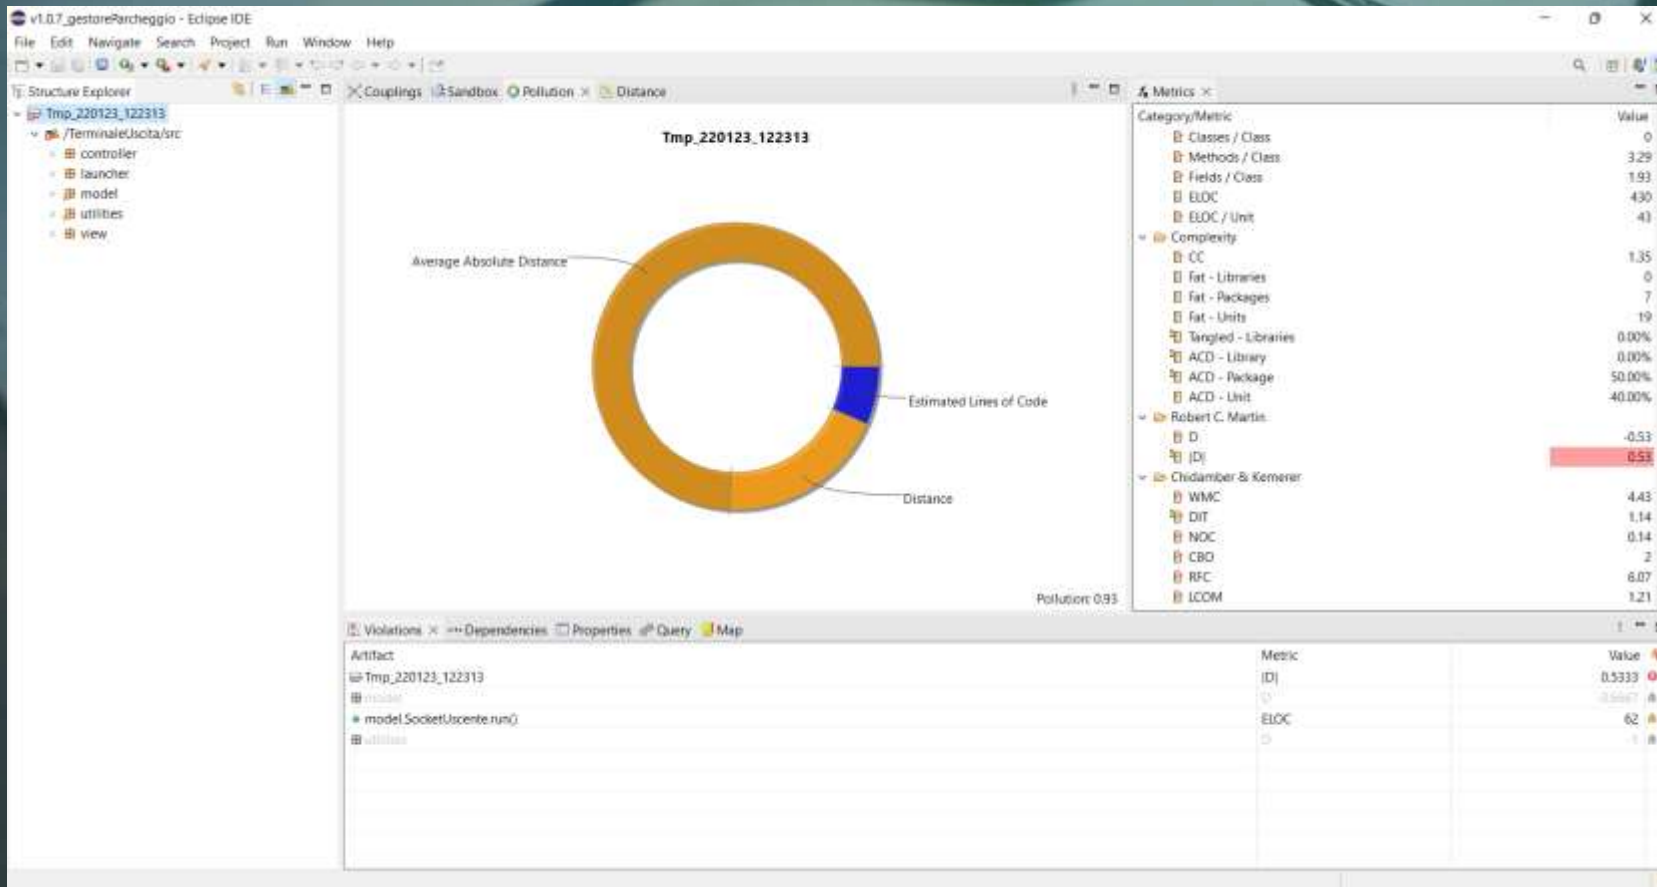 v1.0.7_gestoreParcheggio - Eclipse IDE
File Edit Navigate Search Project Run Window Help
Structure Explorer
Tmp_220123_122313
/TerminaleUscita/src
controller
launcher
model
utilities
view
Couplings Sandbox Pollution Distance
Tmp_220123_122313
Average Absolute Distance
Estimated Lines of Code
Distance
Pollution: 0.93
Metrics
Category/Metric Value
Classes / Class 0
Methods / Class 3.29
Fields / Class 1.93
ELOC 430
ELOC / Unit 43
Complexity
CC 1.35
Fat - Libraries 0
Fat - Packages 7
Fat - Units 19
Tangled - Libraries 0.00%
ACD - Library 0.00%
ACD - Package 50.00%
ACD - Unit 40.00%
Robert C. Martin
D -0.53
|D| 0.53
Chidamber & Kemerer
WMC 4.43
DIT 1.14
NOC 0.14
CBO 2
RFC 6.07
LCOM 1.21
Violations Dependencies Properties Query Map
Artifact Metric Value
Tmp_220123_122313 |D| 0.5333
model D -0.6667
model.SocketUscente.run() ELOC 62
utilities D -1